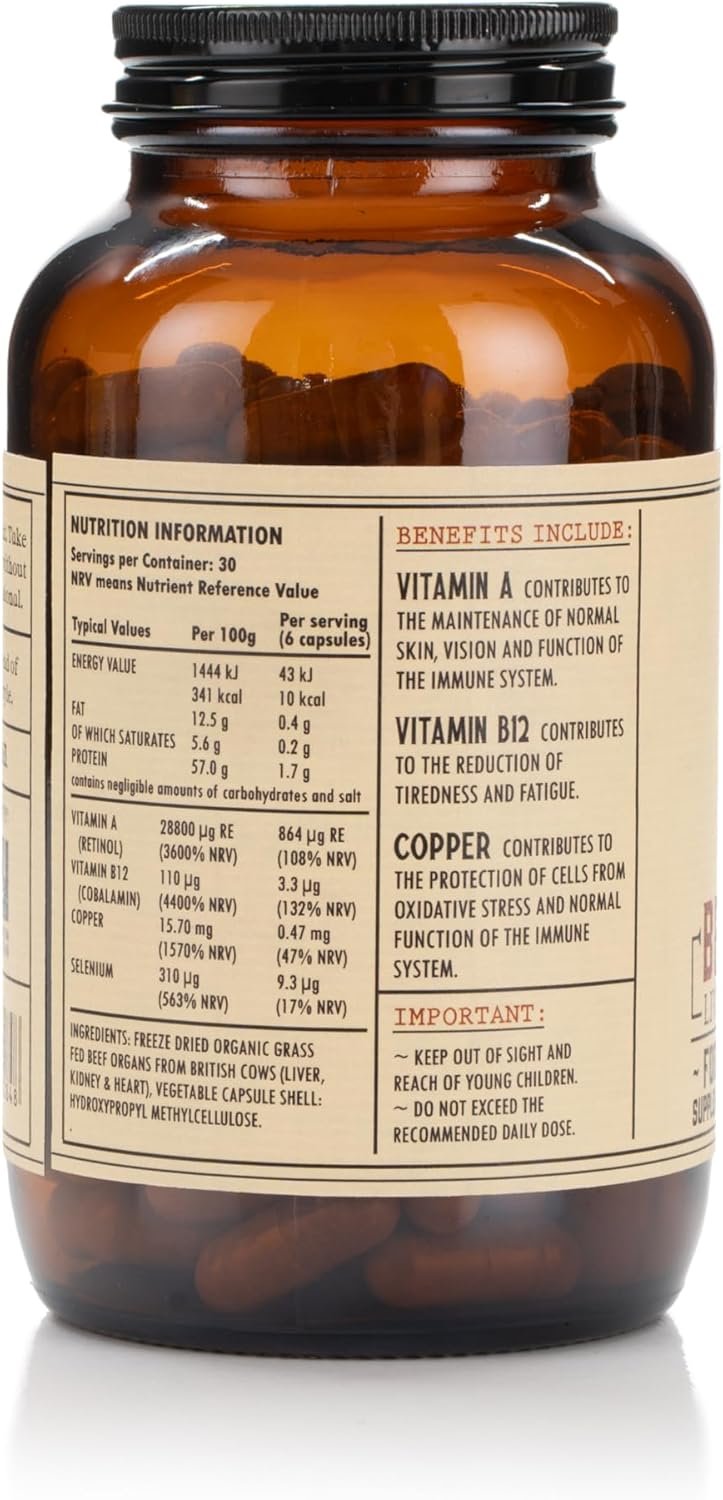 Take
without
NUTRITION INFORMATION
Servings per Container: 30
NRV means Nutrient Reference Value
Typical Values Per 100g Per serving (6 capsules)
ENERGY VALUE 1444 kJ 43 kJ
341 kcal 10 kcal
FAT 12.5 g 0.4 g
OF WHICH SATURATES 5.6 g 0.2 g
PROTEIN 57.0 g 1.7 g
contains negligible amounts of carbohydrates and salt
VITAMIN A 28800 µg RE 864 µg RE
(RETINOL) (3600% NRV) (108% NRV)
VITAMIN B12 110 µg 3.3 µg
(COBALAMIN) (4400% NRV) (132% NRV)
COPPER 15.70 mg 0.47 mg
(1570% NRV) (47% NRV)
SELENIUM 310 µg 9.3 µg
(563% NRV) (17% NRV)
INGREDIENTS: FREEZE DRIED ORGANIC GRASS
FED BEEF ORGANS FROM BRITISH COWS (LIVER,
KIDNEY & HEART), VEGETABLE CAPSULE SHELL:
HYDROXYPROPYL METHYLCELLULOSE.
BENEFITS INCLUDE:
VITAMIN A CONTRIBUTES TO
THE MAINTENANCE OF NORMAL
SKIN, VISION AND FUNCTION OF
THE IMMUNE SYSTEM.
VITAMIN B12 CONTRIBUTES
TO THE REDUCTION OF
TIREDNESS AND FATIGUE.
COPPER CONTRIBUTES TO
THE PROTECTION OF CELLS FROM
OXIDATIVE STRESS AND NORMAL
FUNCTION OF THE IMMUNE
SYSTEM.
IMPORTANT:
~ KEEP OUT OF SIGHT AND
REACH OF YOUNG CHILDREN.
~ DO NOT EXCEED THE
RECOMMENDED DAILY DOSE.